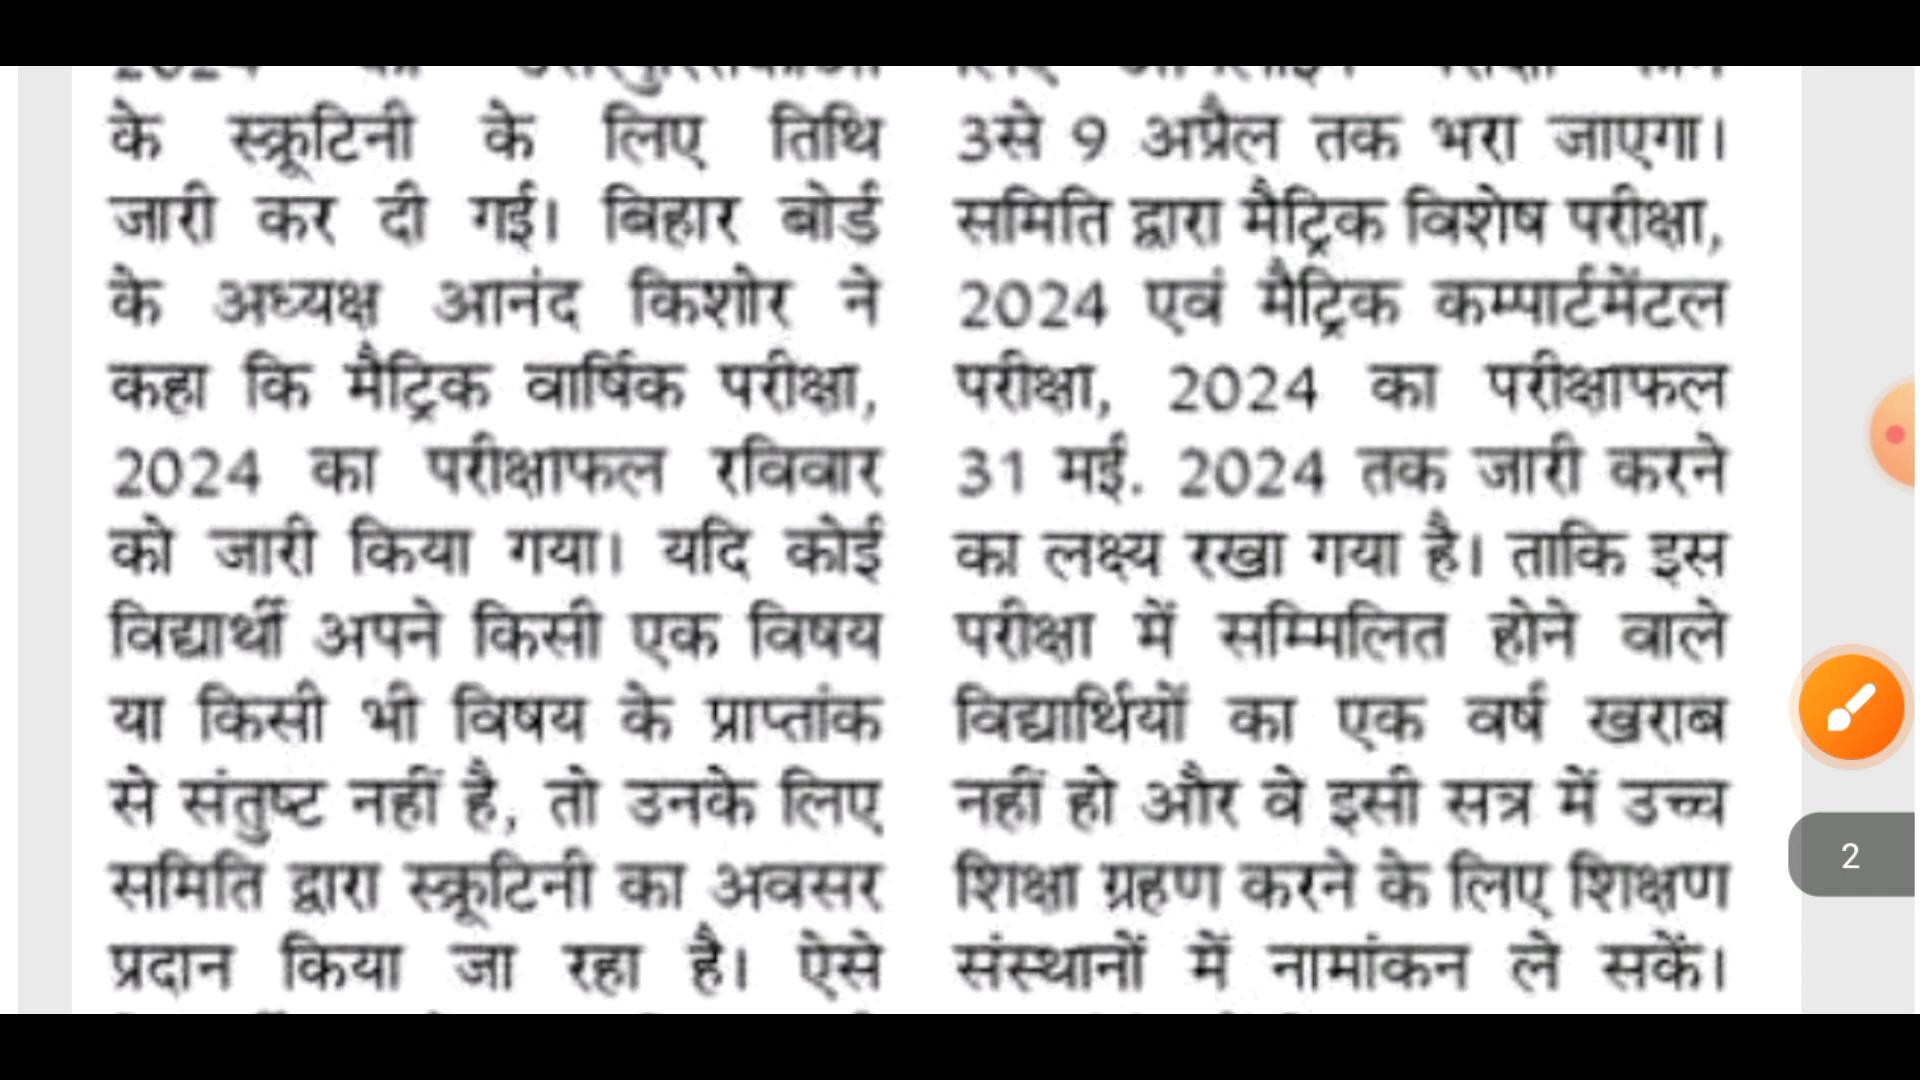 के स्क्रूटिनी के लिए तिथि
जारी कर दी गई। बिहार बोर्ड
के अध्यक्ष आनंद किशोर ने
कहा कि मैट्रिक वार्षिक परीक्षा,
2024 का परीक्षाफल रविवार
को जारी किया गया। यदि कोई
विद्यार्थी अपने किसी एक विषय
या किसी भी विषय के प्राप्तांक
से संतुष्ट नहीं है, तो उनके लिए
समिति द्वारा स्क्रूटिनी का अवसर
प्रदान किया जा रहा है। ऐसे
3से 9 अप्रैल तक भरा जाएगा।
समिति द्वारा मैट्रिक विशेष परीक्षा,
2024 एवं मैट्रिक कम्पार्टमेंटल
परीक्षा, 2024 का परीक्षाफल
31 मई. 2024 तक जारी करने
का लक्ष्य रखा गया है। ताकि इस
परीक्षा में सम्मिलित होने वाले
विद्यार्थियों का एक वर्ष खराब
नहीं हो और वे इसी सत्र में उच्च
शिक्षा ग्रहण करने के लिए शिक्षण
संस्थानों में नामांकन ले सकें।
2